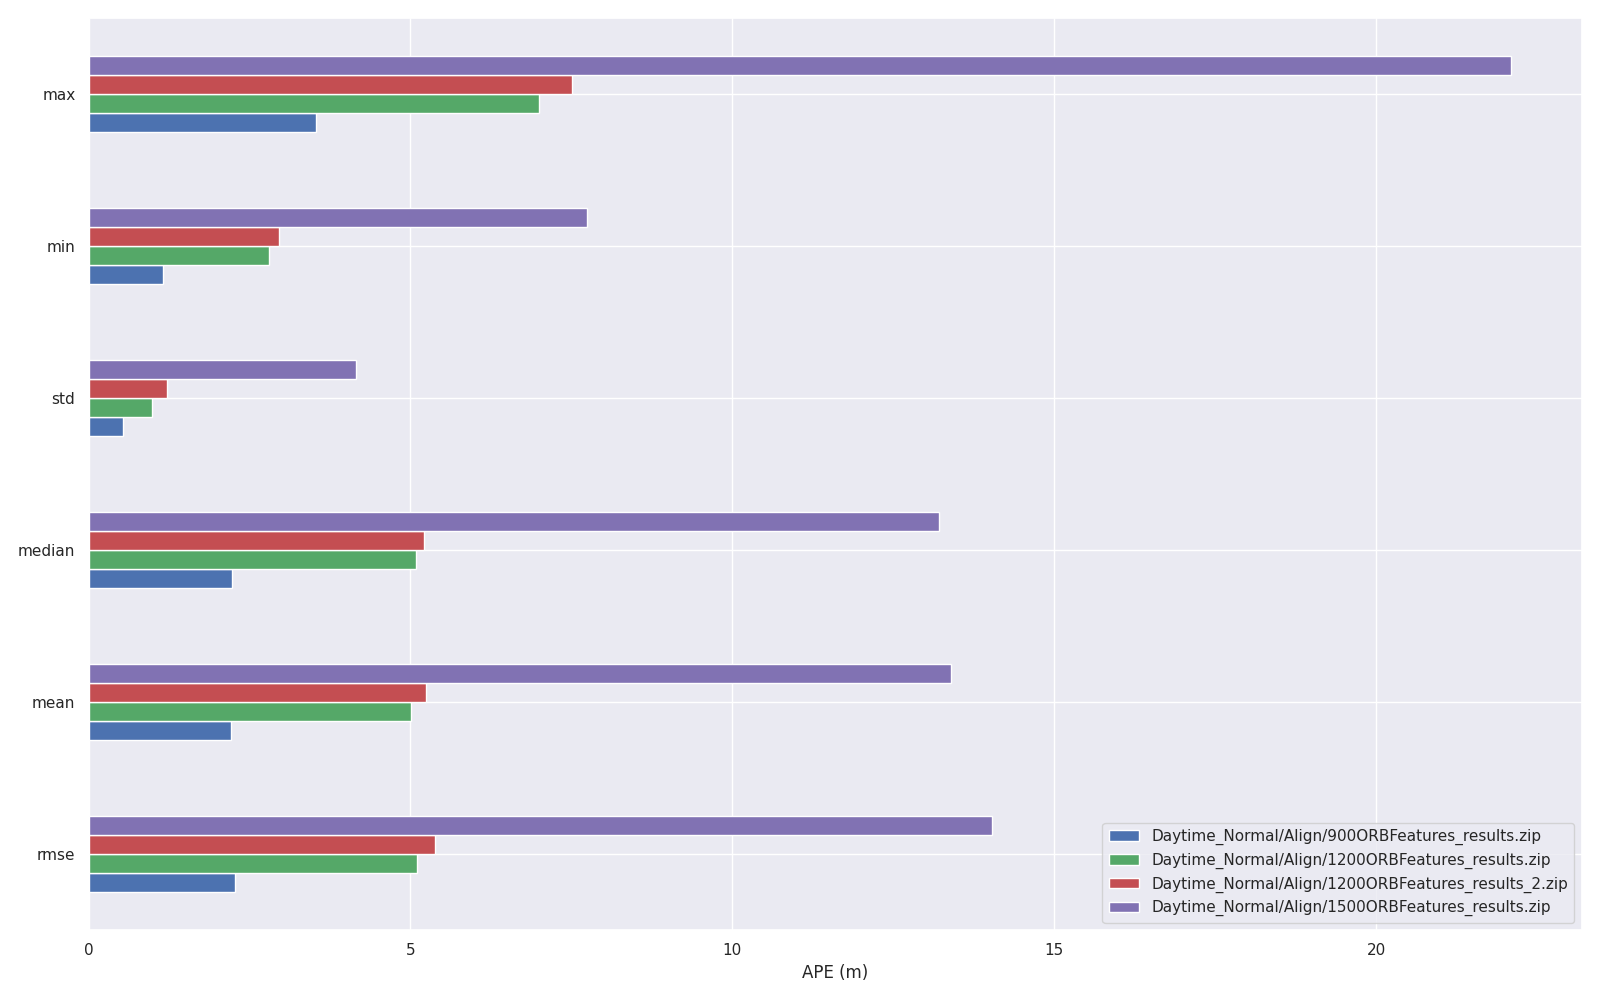 max
min
std
median
mean
rmse
Daytime_Normal/Align/900ORBFeatures_results.zip
Daytime_Normal/Align/1200ORBFeatures_results.zip
Daytime_Normal/Align/1200ORBFeatures_results_2.zip
Daytime_Normal/Align/1500ORBFeatures_results.zip
0 5 10 15 20
APE (m)